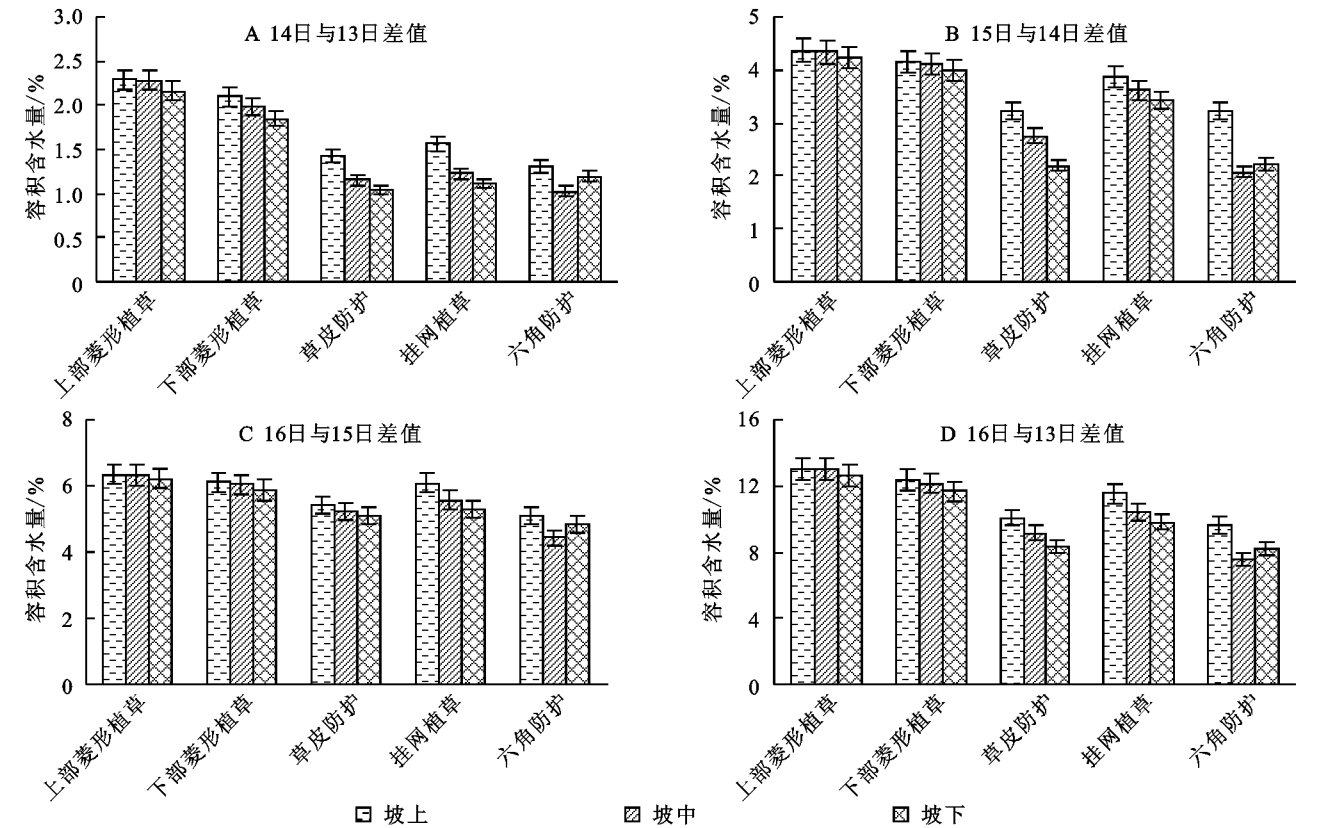 A 14日与13日差值
容积含水量/%
3.0
2.5
2.0
1.5
1.0
0.5
0
上部菱形植草
下部菱形植草
草皮防护
挂网植草
六角防护
B 15日与14日差值
容积含水量/%
5
4
3
2
1
0
上部菱形植草
下部菱形植草
草皮防护
挂网植草
六角防护
C 16日与15日差值
容积含水量/%
8
6
4
2
0
上部菱形植草
下部菱形植草
草皮防护
挂网植草
六角防护
D 16日与13日差值
容积含水量/%
16
12
8
4
0
上部菱形植草
下部菱形植草
草皮防护
挂网植草
六角防护
坡上
坡中
坡下